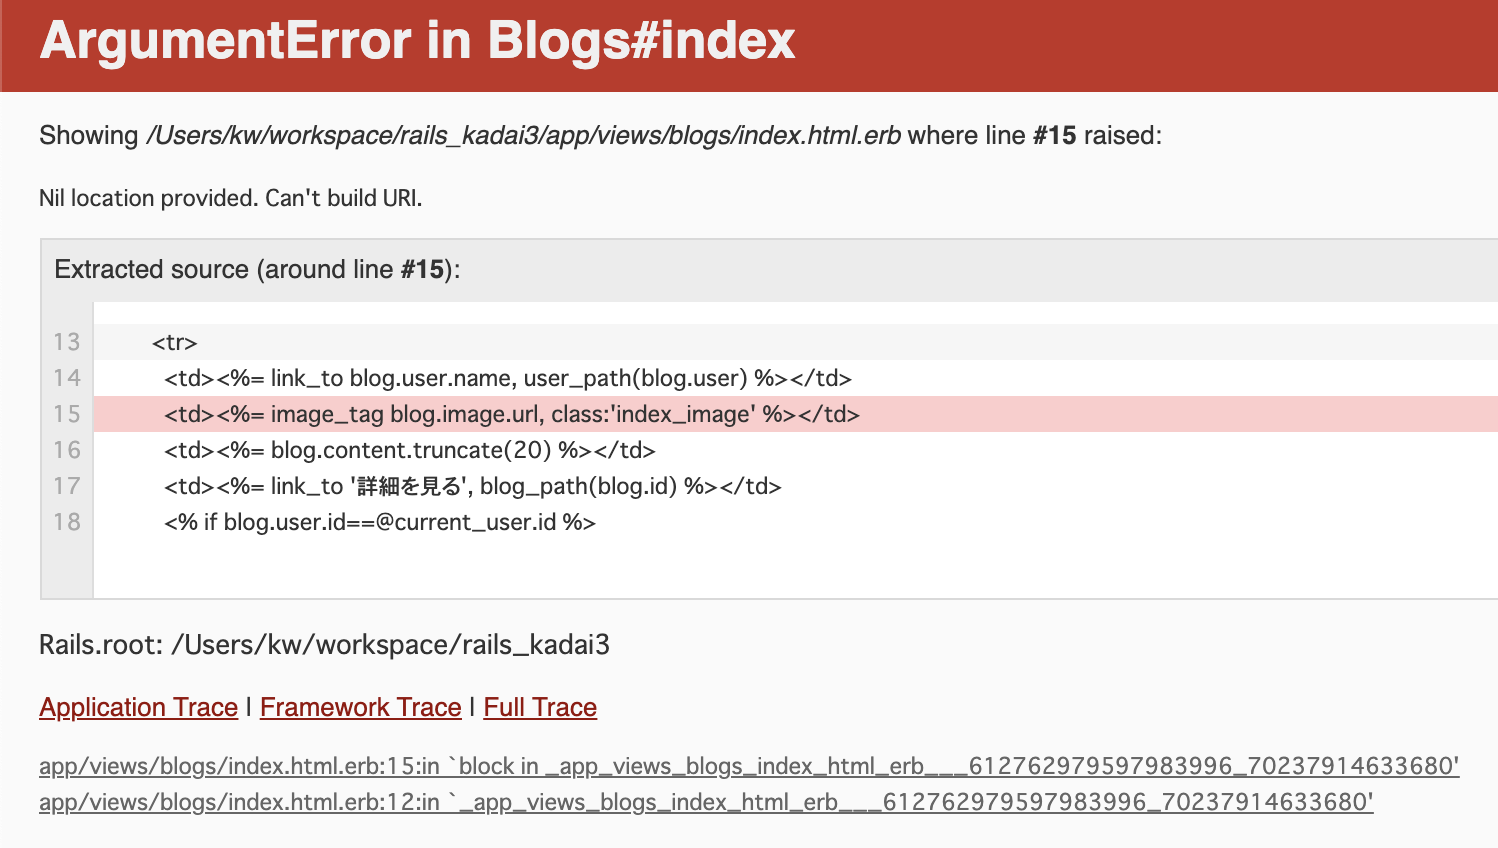 ArgumentError in Blogs#index
Showing /Users/kw/workspace/rails_kadai3/app/views/blogs/index.html.erb where line #15 raised:
Nil location provided. Can't build URI.
Extracted source (around line #15):
13 <tr>
14 <td><%= link_to blog.user.name, user_path(blog.user) %></td>
15 <td><%= image_tag blog.image.url, class:'index_image' %></td>
16 <td><%= blog.content.truncate(20) %></td>
17 <td><%= link_to '詳細を見る', blog_path(blog.id) %></td>
18 <% if blog.user.id==@current_user.id %>
Rails.root: /Users/kw/workspace/rails_kadai3
Application Trace | Framework Trace | Full Trace
app/views/blogs/index.html.erb:15:in `block in _app_views_blogs_index_html_erb___612762979597983996_70237914633680'
app/views/blogs/index.html.erb:12:in `_app_views_blogs_index_html_erb___612762979597983996_70237914633680'